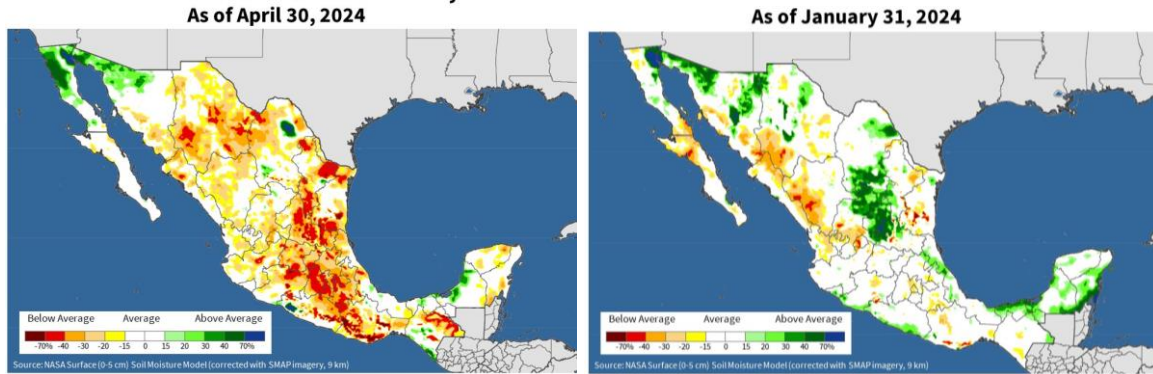 As of April 30, 2024
Below Average Average Above Average
-70% -40 -30 -20 -15 0 15 20 30 40 70%
Source: NASA Surface (0-5 cm) Soil Moisture Model (corrected with SMAP imagery, 9 km)
As of January 31, 2024
Below Average Average Above Average
-70% -40 -30 -20 -15 0 15 20 30 40 70%
Source: NASA Surface (0-5 cm) Soil Moisture Model (corrected with SMAP imagery, 9 km)